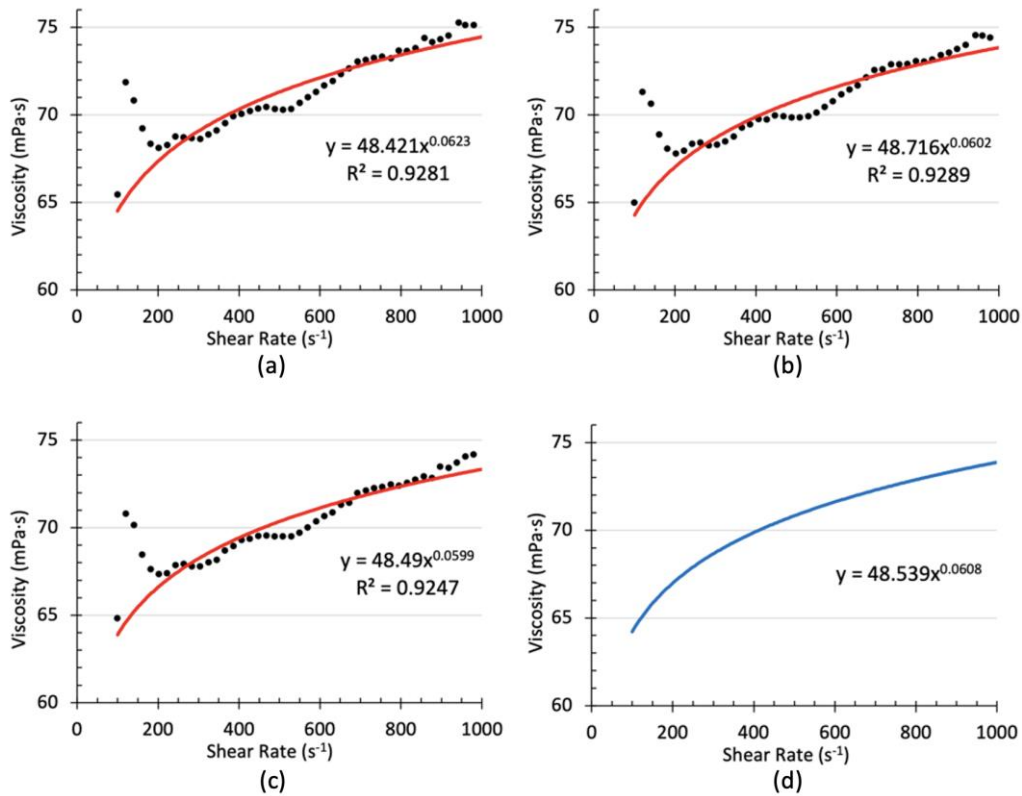 75
70
65
60
Viscosity (mPa·s)
y = 48.421x^0.0623
R² = 0.9281
0 200 400 600 800 1000
Shear Rate (s⁻¹)
(a)
75
70
65
60
Viscosity (mPa·s)
y = 48.716x^0.0602
R² = 0.9289
0 200 400 600 800 1000
Shear Rate (s⁻¹)
(b)
75
70
65
60
Viscosity (mPa·s)
y = 48.49x^0.0599
R² = 0.9247
0 200 400 600 800 1000
Shear Rate (s⁻¹)
(c)
75
70
65
60
Viscosity (mPa·s)
y = 48.539x^0.0608
0 200 400 600 800 1000
Shear Rate (s⁻¹)
(d)